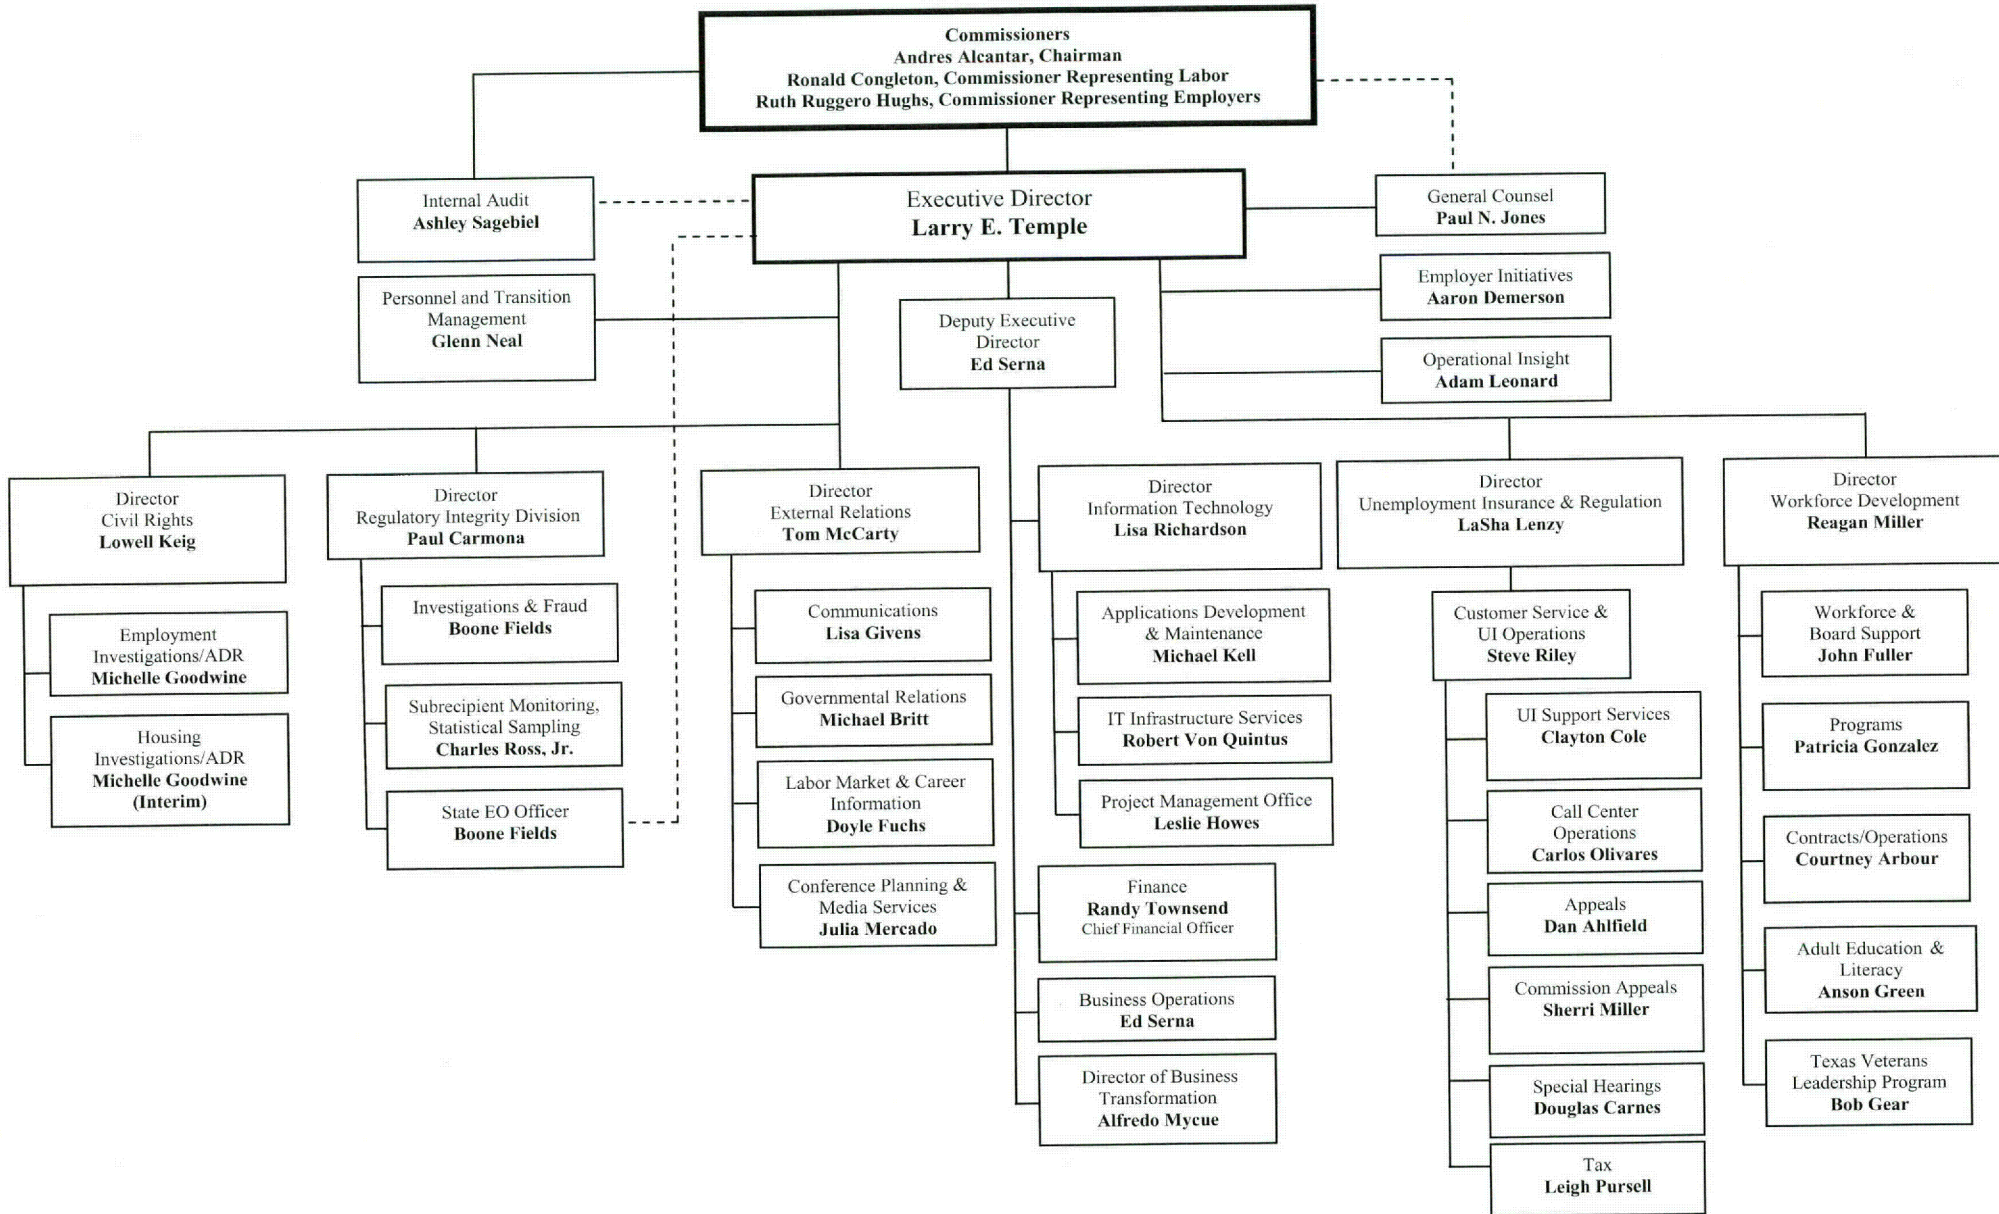 Commissioners
Andres Alcantar, Chairman
Ronald Congleton, Commissioner Representing Labor
Ruth Ruggero Hughs, Commissioner Representing Employers
Internal Audit
Ashley Sagebiel
Executive Director
Larry E. Temple
General Counsel
Paul N. Jones
Personnel and Transition
Management
Glenn Neal
Deputy Executive
Director
Ed Serna
Employer Initiatives
Aaron Demerson
Operational Insight
Adam Leonard
Director
Civil Rights
Lowell Keig
Employment
Investigations/ADR
Michelle Goodwine
Housing
Investigations/ADR
Michelle Goodwine
(Interim)
Director
Regulatory Integrity Division
Paul Carmona
Investigations & Fraud
Boone Fields
Subrecipient Monitoring,
Statistical Sampling
Charles Ross, Jr.
State EO Officer
Boone Fields
Director
External Relations
Tom McCarty
Communications
Lisa Givens
Governmental Relations
Michael Britt
Labor Market & Career
Information
Doyle Fuchs
Conference Planning &
Media Services
Julia Mercado
Director
Information Technology
Lisa Richardson
Applications Development
& Maintenance
Michael Kell
IT Infrastructure Services
Robert Von Quintus
Project Management Office
Leslie Howes
Finance
Randy Townsend
Chief Financial Officer
Business Operations
Ed Serna
Director of Business
Transformation
Alfredo Mycue
Director
Unemployment Insurance & Regulation
LaSha Lenzy
Customer Service &
UI Operations
Steve Riley
UI Support Services
Clayton Cole
Call Center
Operations
Carlos Olivares
Appeals
Dan Ahlfield
Commission Appeals
Sherri Miller
Special Hearings
Douglas Carnes
Tax
Leigh Pursell
Director
Workforce Development
Reagan Miller
Workforce &
Board Support
John Fuller
Programs
Patricia Gonzalez
Contracts/Operations
Courtney Arbour
Adult Education &
Literacy
Anson Green
Texas Veterans
Leadership Program
Bob Gear